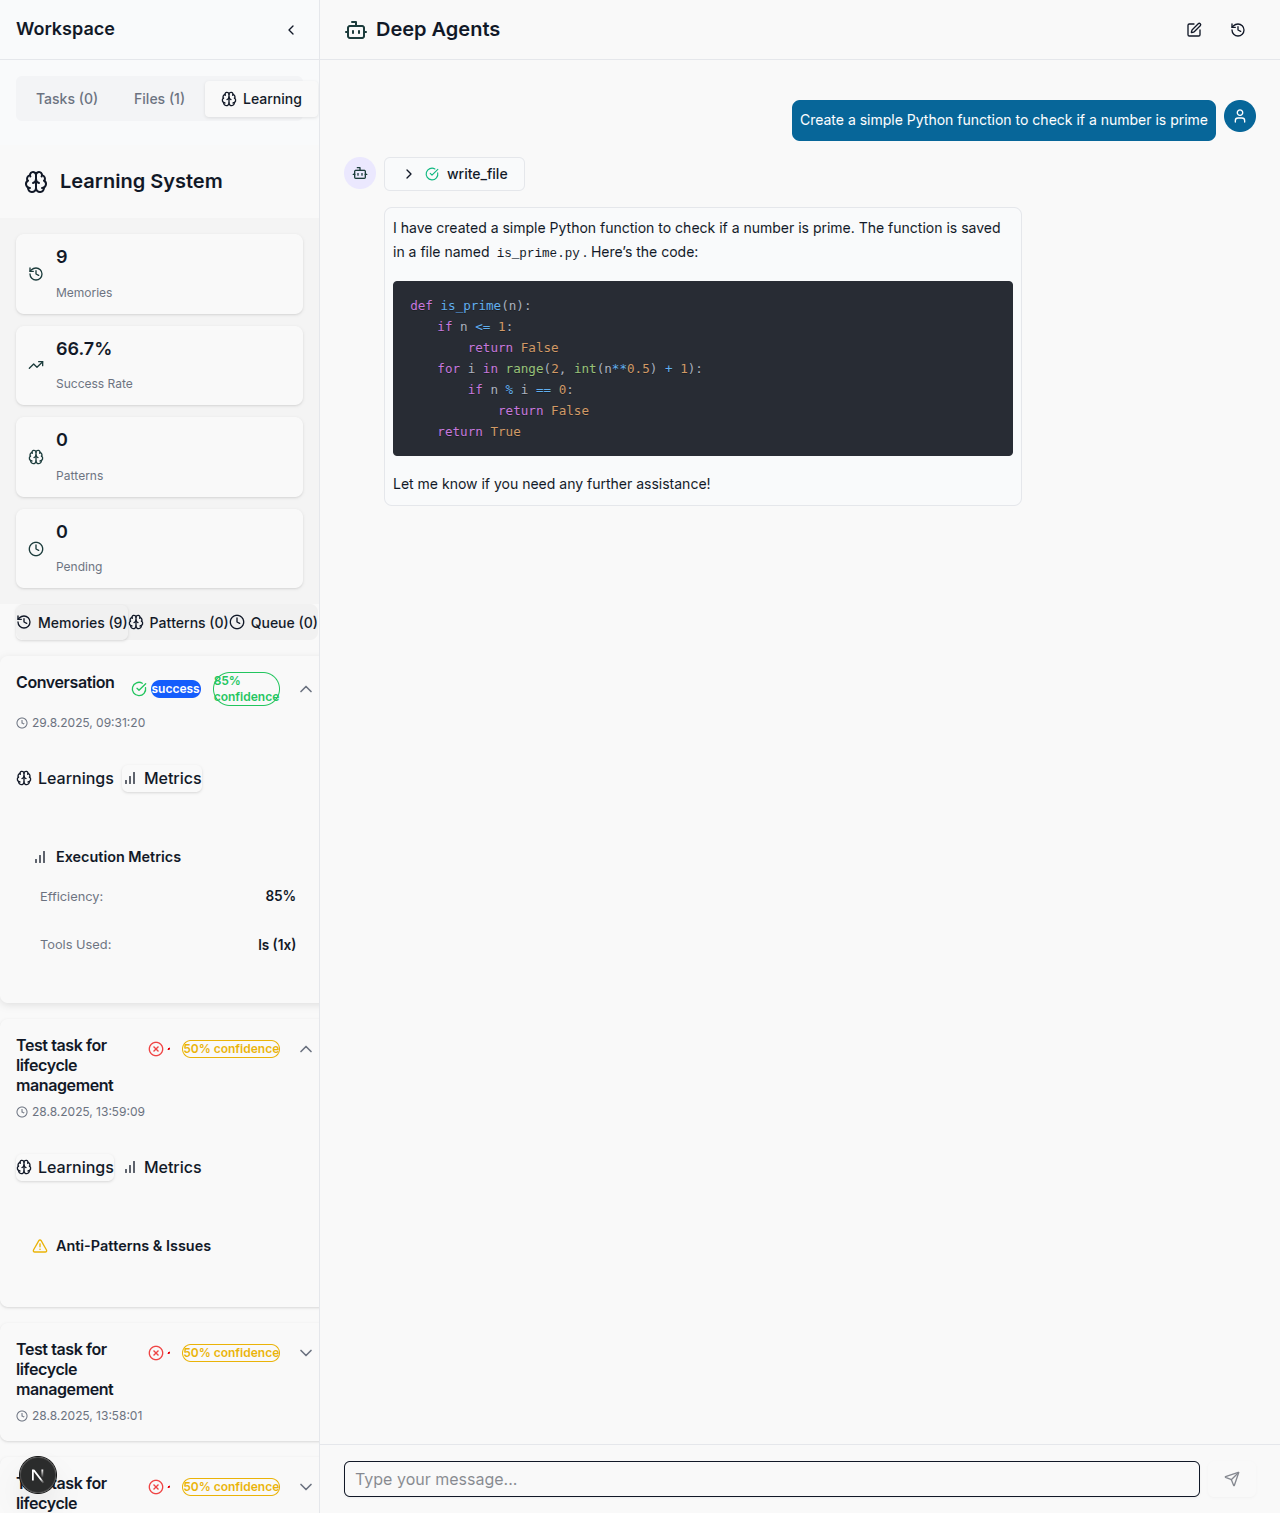 Workspace
Tasks (0) Files (1) Learning
Learning System
9
Memories
66.7%
Success Rate
0
Patterns
0
Pending
Memories (9) Patterns (0) Queue (0)
Conversation success 85% confidence
29.8.2025, 09:31:20
Learnings Metrics
Execution Metrics
Efficiency: 85%
Tools Used: ls (1x)
Test task for lifecycle management 50% confidence
28.8.2025, 13:59:09
Learnings Metrics
Anti-Patterns & Issues
Test task for lifecycle management 50% confidence
28.8.2025, 13:58:01
task for lifecycle 50% confidence
N
Deep Agents
Create a simple Python function to check if a number is prime
write_file
I have created a simple Python function to check if a number is prime. The function is saved
in a file named is_prime.py. Here’s the code:
def is_prime(n):
    if n <= 1:
        return False
    for i in range(2, int(n**0.5) + 1):
        if n % i == 0:
            return False
    return True
Let me know if you need any further assistance!
Type your message...